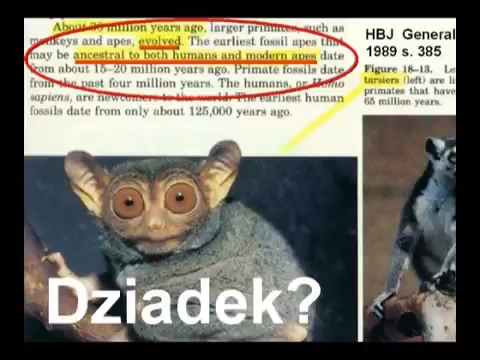 About 30 million years ago, larger primates, such as
monkeys and apes, evolved. The earliest fossil apes that
may be ancestral to both humans and modern apes date
from about 15–20 million years ago. Primate fossils date
from the past four million years. The humans, or Homo
sapiens, are newcomers to the world. The earliest human
fossils date from only about 125,000 years ago.
HBJ General
1989 s. 385
Figure 18–13. Le
tarsiers (left) are li
primates that have
65 million years.
Dziadek?